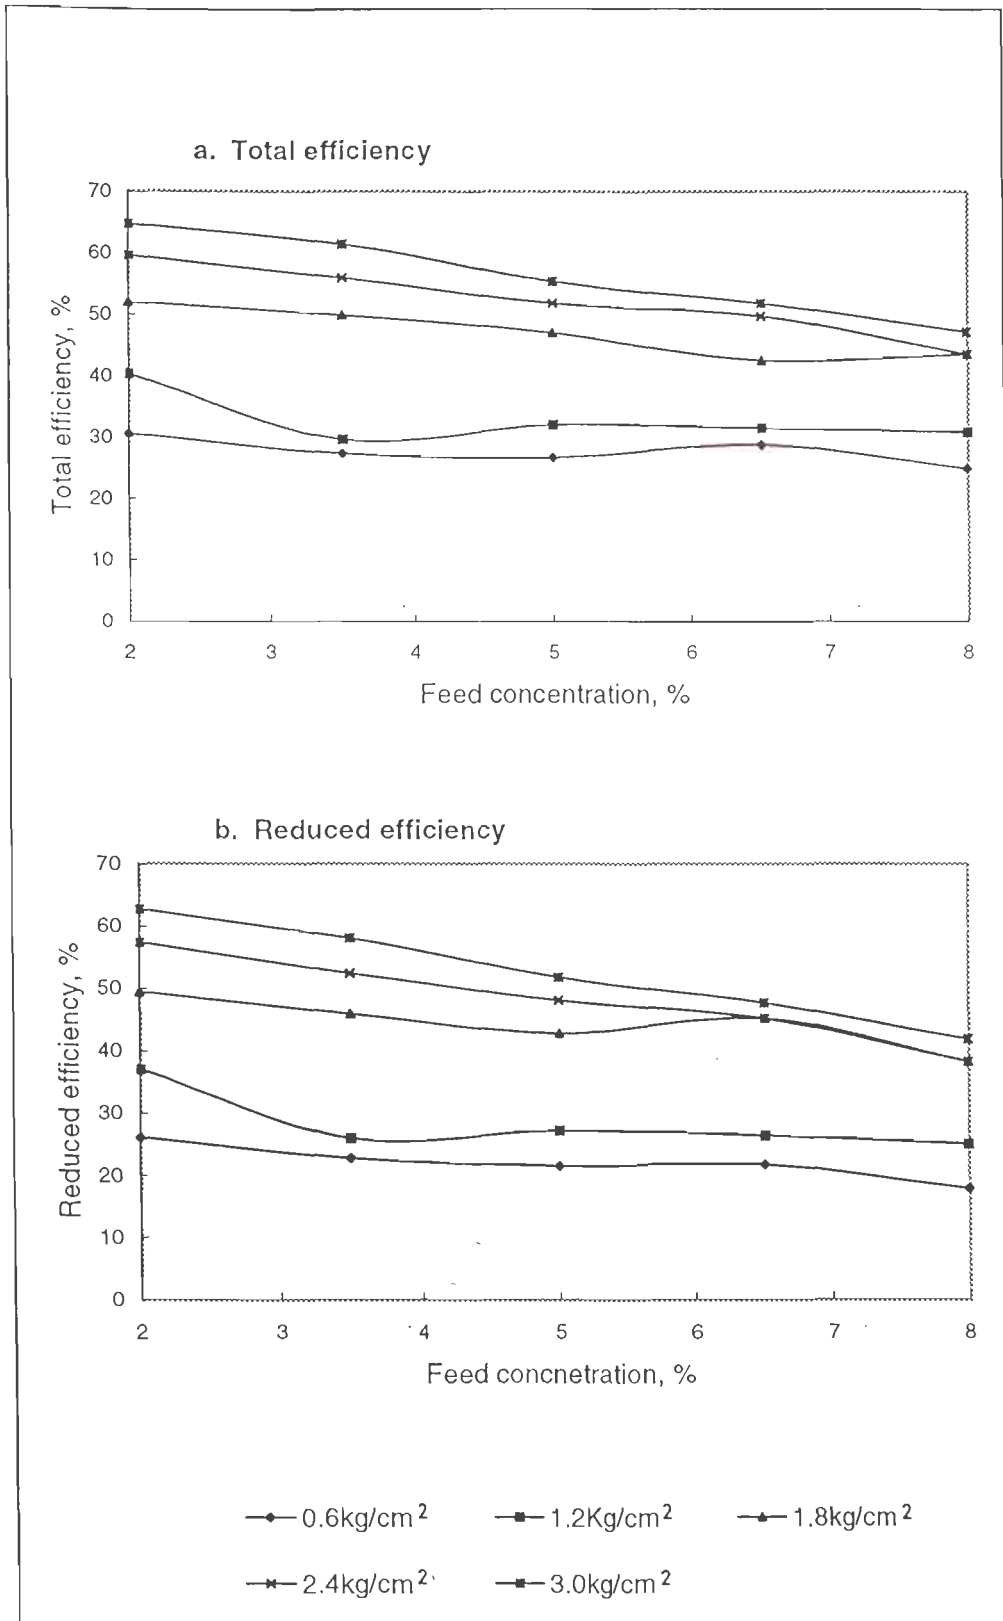 a. Total efficiency
70
60
50
40
30
20
10
0
Total efficiency, %
2 3 4 5 6 7 8
Feed concentration, %
b. Reduced efficiency
70
60
50
40
30
20
10
0
Reduced efficiency, %
2 3 4 5 6 7 8
Feed concnetration, %
0.6kg/cm² 1.2Kg/cm² 1.8kg/cm²
2.4kg/cm² 3.0kg/cm²